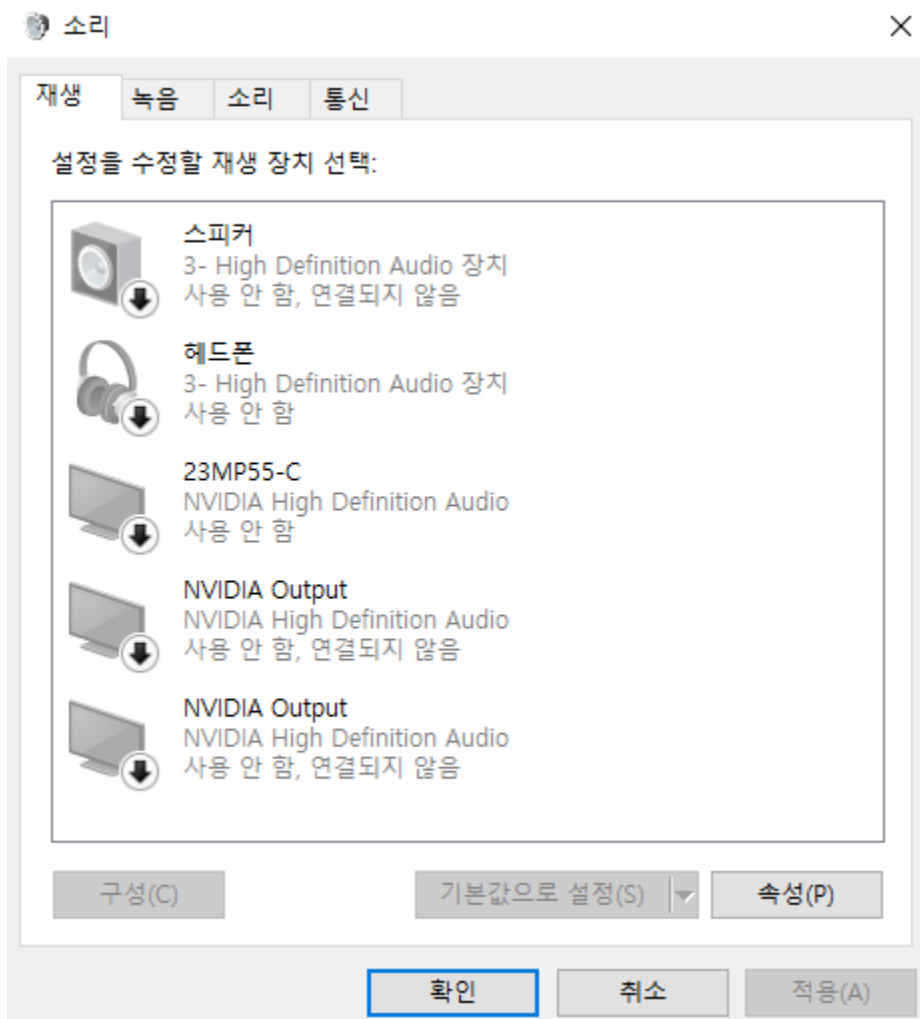 소리
재생
녹음
소리
통신
설정을 수정할 재생 장치 선택:
스피커
3- High Definition Audio 장치
사용 안 함, 연결되지 않음
헤드폰
3- High Definition Audio 장치
사용 안 함
23MP55-C
NVIDIA High Definition Audio
사용 안 함
NVIDIA Output
NVIDIA High Definition Audio
사용 안 함, 연결되지 않음
NVIDIA Output
NVIDIA High Definition Audio
사용 안 함, 연결되지 않음
구성(C)
기본값으로 설정(S)
속성(P)
확인
취소
적용(A)